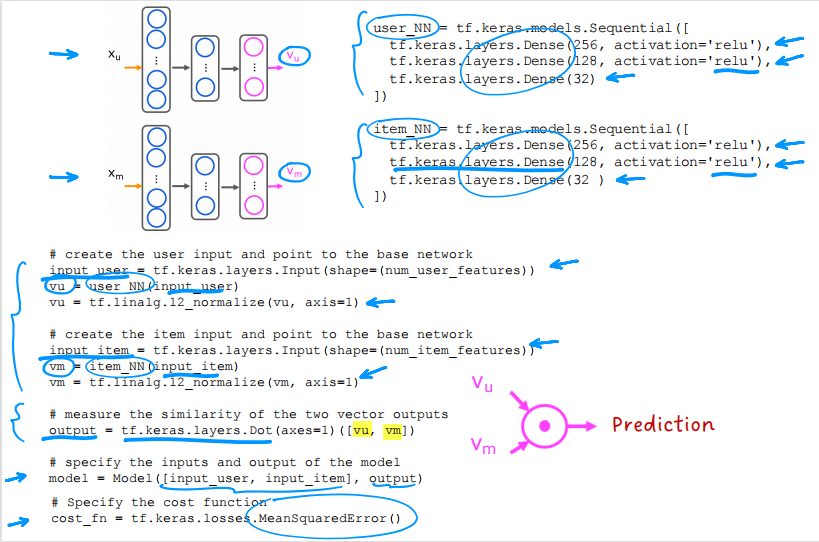 x_u
v_u
user_NN = tf.keras.models.Sequential([
tf.keras.layers.Dense(256, activation='relu'),
tf.keras.layers.Dense(128, activation='relu'),
tf.keras.layers.Dense(32)
])
x_m
v_m
item_NN = tf.keras.models.Sequential([
tf.keras.layers.Dense(256, activation='relu'),
tf.keras.layers.Dense(128, activation='relu'),
tf.keras.layers.Dense(32 )
])
# create the user input and point to the base network
input_user = tf.keras.layers.Input(shape=(num_user_features))
vu = user_NN(input_user)
vu = tf.linalg.l2_normalize(vu, axis=1)
# create the item input and point to the base network
input_item = tf.keras.layers.Input(shape=(num_item_features))
vm = item_NN(input_item)
vm = tf.linalg.l2_normalize(vm, axis=1)
# measure the similarity of the two vector outputs
output = tf.keras.layers.Dot(axes=1)([vu, vm])
# specify the inputs and output of the model
model = Model([input_user, input_item], output)
# Specify the cost function
cost_fn = tf.keras.losses.MeanSquaredError()
v_u
Prediction
v_m